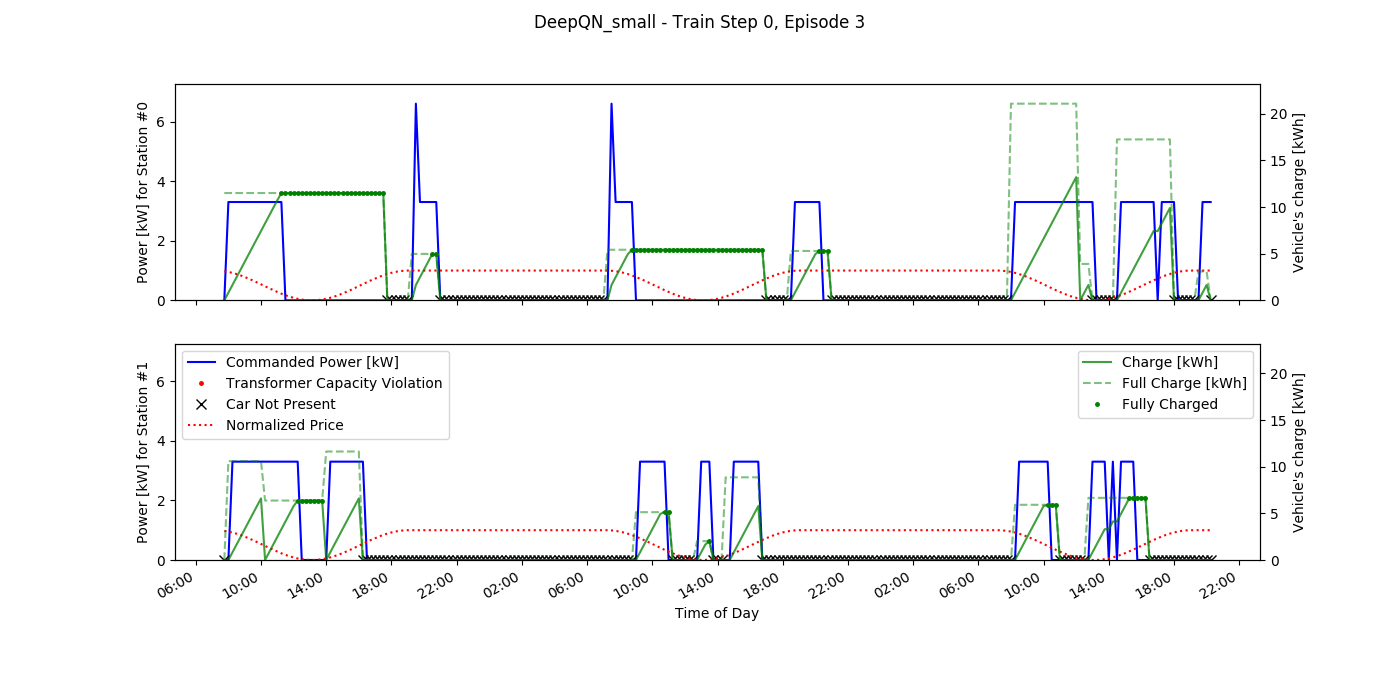 DeepQN_small - Train Step 0, Episode 3
Power [kW] for Station #0
0
2
4
6
0
5
10
15
20
Vehicle's charge [kWh]
Power [kW] for Station #1
0
2
4
6
Commanded Power [kW]
Transformer Capacity Violation
Car Not Present
Normalized Price
Charge [kWh]
Full Charge [kWh]
Fully Charged
0
5
10
15
20
Vehicle's charge [kWh]
06:00 10:00 14:00 18:00 22:00 02:00 06:00 10:00 14:00 18:00 22:00 02:00 06:00 10:00 14:00 18:00 22:00
Time of Day